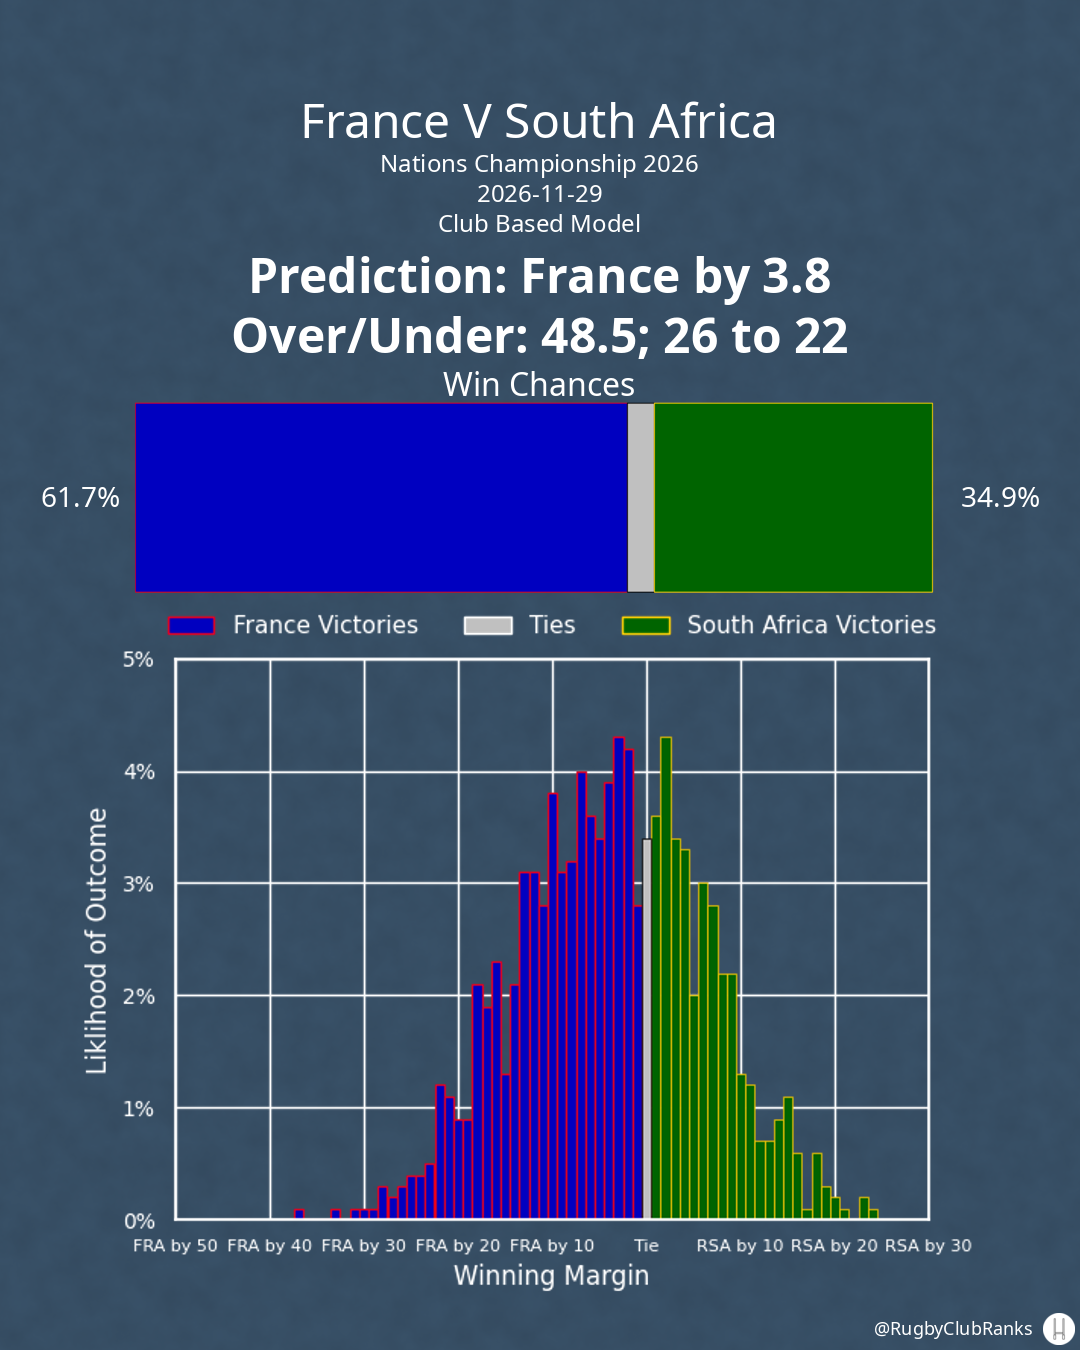 France V South Africa
Nations Championship 2026
2026-11-29
Club Based Model
Prediction: France by 3.8
Over/Under: 48.5; 26 to 22
Win Chances
61.7%
34.9%
France Victories
Ties
South Africa Victories
5%
4%
3%
2%
1%
0%
Liklihood of Outcome
FRA by 50
FRA by 40
FRA by 30
FRA by 20
FRA by 10
Tie
RSA by 10
RSA by 20
RSA by 30
Winning Margin
@RugbyClubRanks